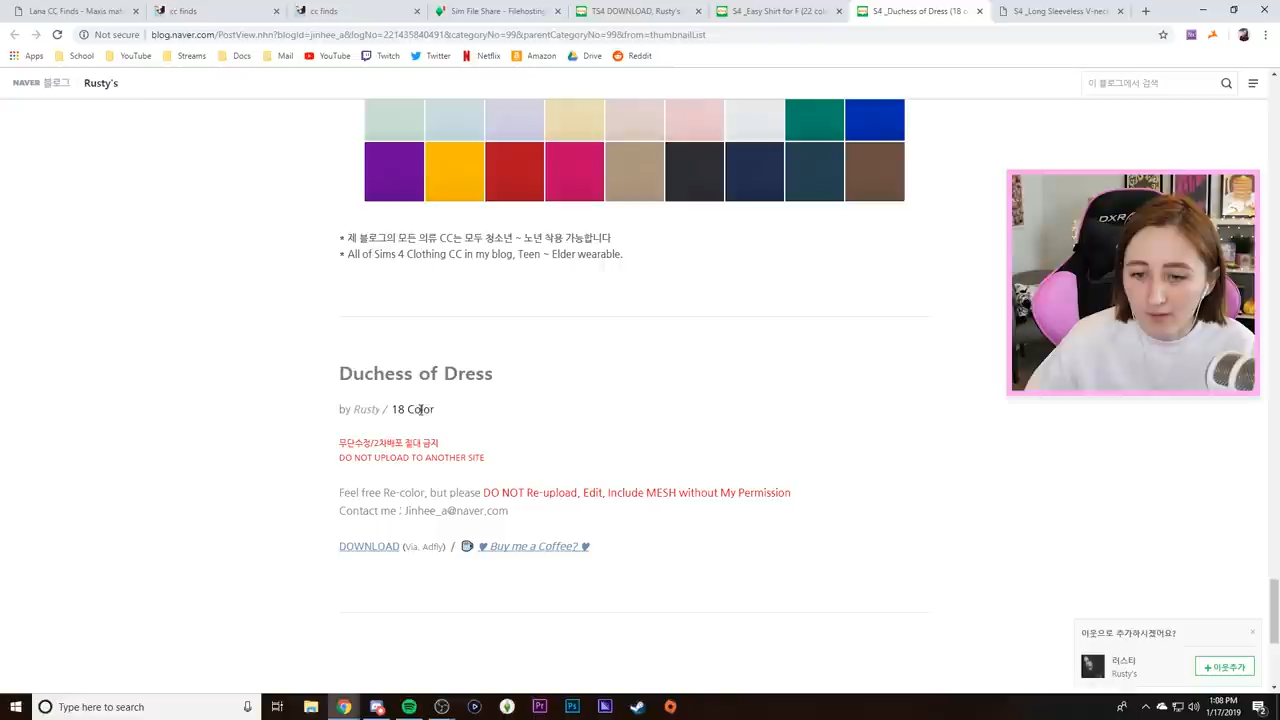 Lana CC Finds - Maxis match
cc finds
cc finds
Sim File Share - Filehosting
TS4 DOWNLOAD, Rusty's
S4 _Easy Shirt for F (22 colo
S4 _Duchess of Dress (18 c
S4 _Long Sleeveless V-neck
Not secure | blog.naver.com/PostView.nhn?blogId=jinhee_a&logNo=221435840491&categoryNo=99&parentCategoryNo=99&from=thumbnailList
Apps School YouTube Streams Docs Mail YouTube Twitch Twitter Netflix Amazon Drive Reddit
NAVER 블로그 Rusty's 이 블로그에서 검색
* 제 블로그의 모든 의류 CC는 모두 청소년 ~ 노년 착용 가능합니다
* All of Sims 4 Clothing CC in my blog, Teen ~ Elder wearable.
DXR
Duchess of Dress
by Rusty / 18 Color
무단수정/2차배포 절대 금지
DO NOT UPLOAD TO ANOTHER SITE
Feel free Re-color, but please DO NOT Re-upload, Edit, Include MESH without My Permission
Contact me : Jinhee_a@naver.com
DOWNLOAD (Via. Adfly) / ♥ Buy me a Coffee? ♥
이웃으로 추가하시겠어요?
러스티
Rusty's
+ 이웃추가
Type here to search
1:08 PM
1/17/2019